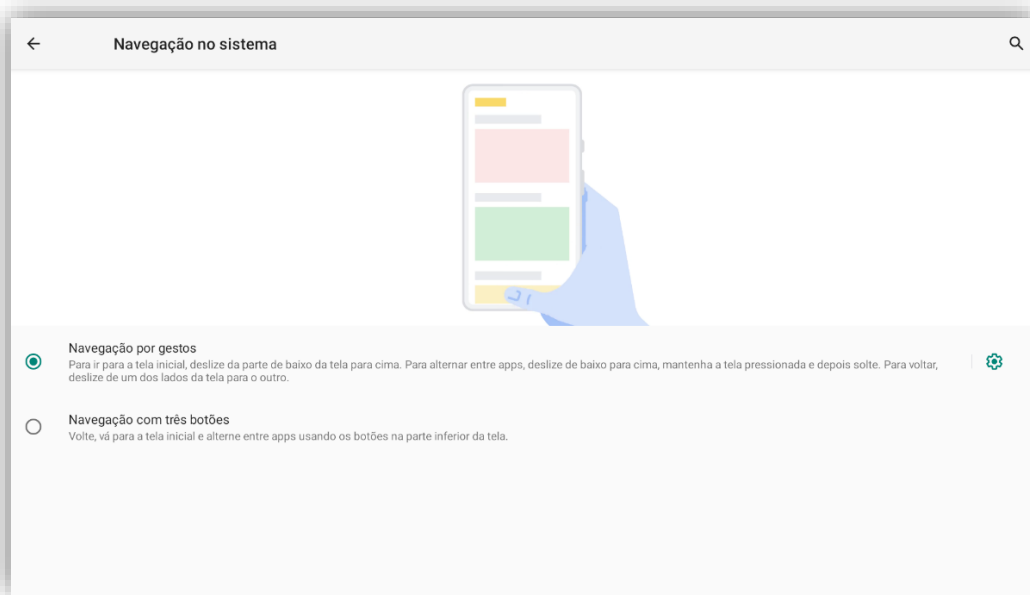 Navegação no sistema
Navegação por gestos
Para ir para a tela inicial, deslize da parte de baixo da tela para cima. Para alternar entre apps, deslize de baixo para cima, mantenha a tela pressionada e depois solte. Para voltar,
deslize de um dos lados da tela para o outro.
Navegação com três botões
Volte, vá para a tela inicial e alterne entre apps usando os botões na parte inferior da tela.